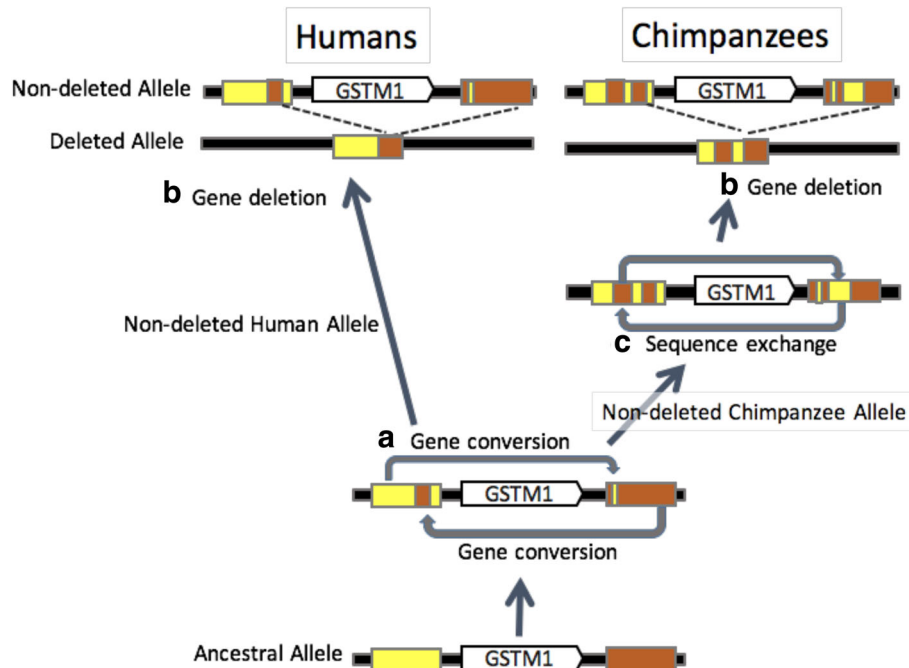 Humans
Chimpanzees
Non-deleted Allele
GSTM1
GSTM1
Deleted Allele
b Gene deletion
b Gene deletion
GSTM1
Non-deleted Human Allele
c Sequence exchange
Non-deleted Chimpanzee Allele
a Gene conversion
GSTM1
Gene conversion
Ancestral Allele
GSTM1